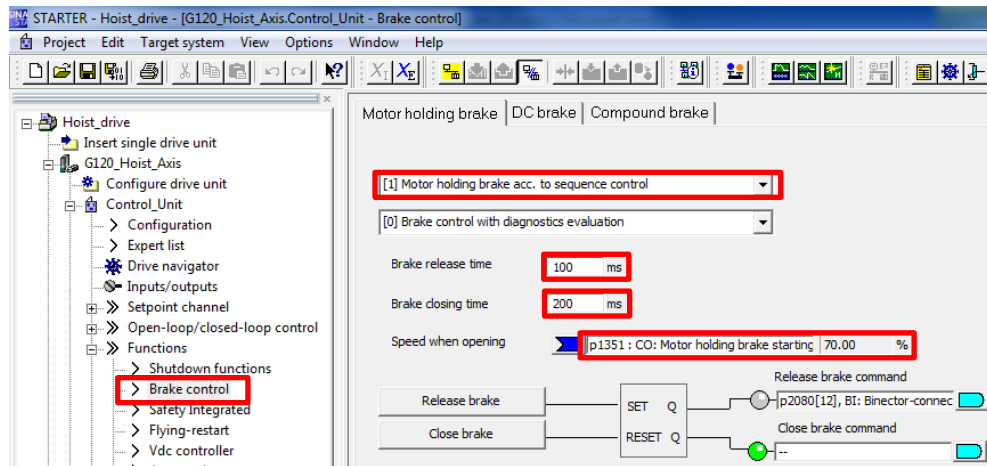 STARTER - Hoist_drive - [G120_Hoist_Axis.Control_Unit - Brake control]
Project Edit Target system View Options Window Help
Hoist_drive
Insert single drive unit
G120_Hoist_Axis
Configure drive unit
Control_Unit
Configuration
Expert list
Drive navigator
Inputs/outputs
Setpoint channel
Open-loop/closed-loop control
Functions
Shutdown functions
Brake control
Safety Integrated
Flying-restart
Vdc controller
Motor holding brake DC brake Compound brake
[1] Motor holding brake acc. to sequence control
[0] Brake control with diagnostics evaluation
Brake release time 100 ms
Brake closing time 200 ms
Speed when opening p1351 : CO: Motor holding brake starting 70.00 %
Release brake command
Release brake SET Q p2080[12], BI: Binector-connec
Close brake command
Close brake RESET Q --